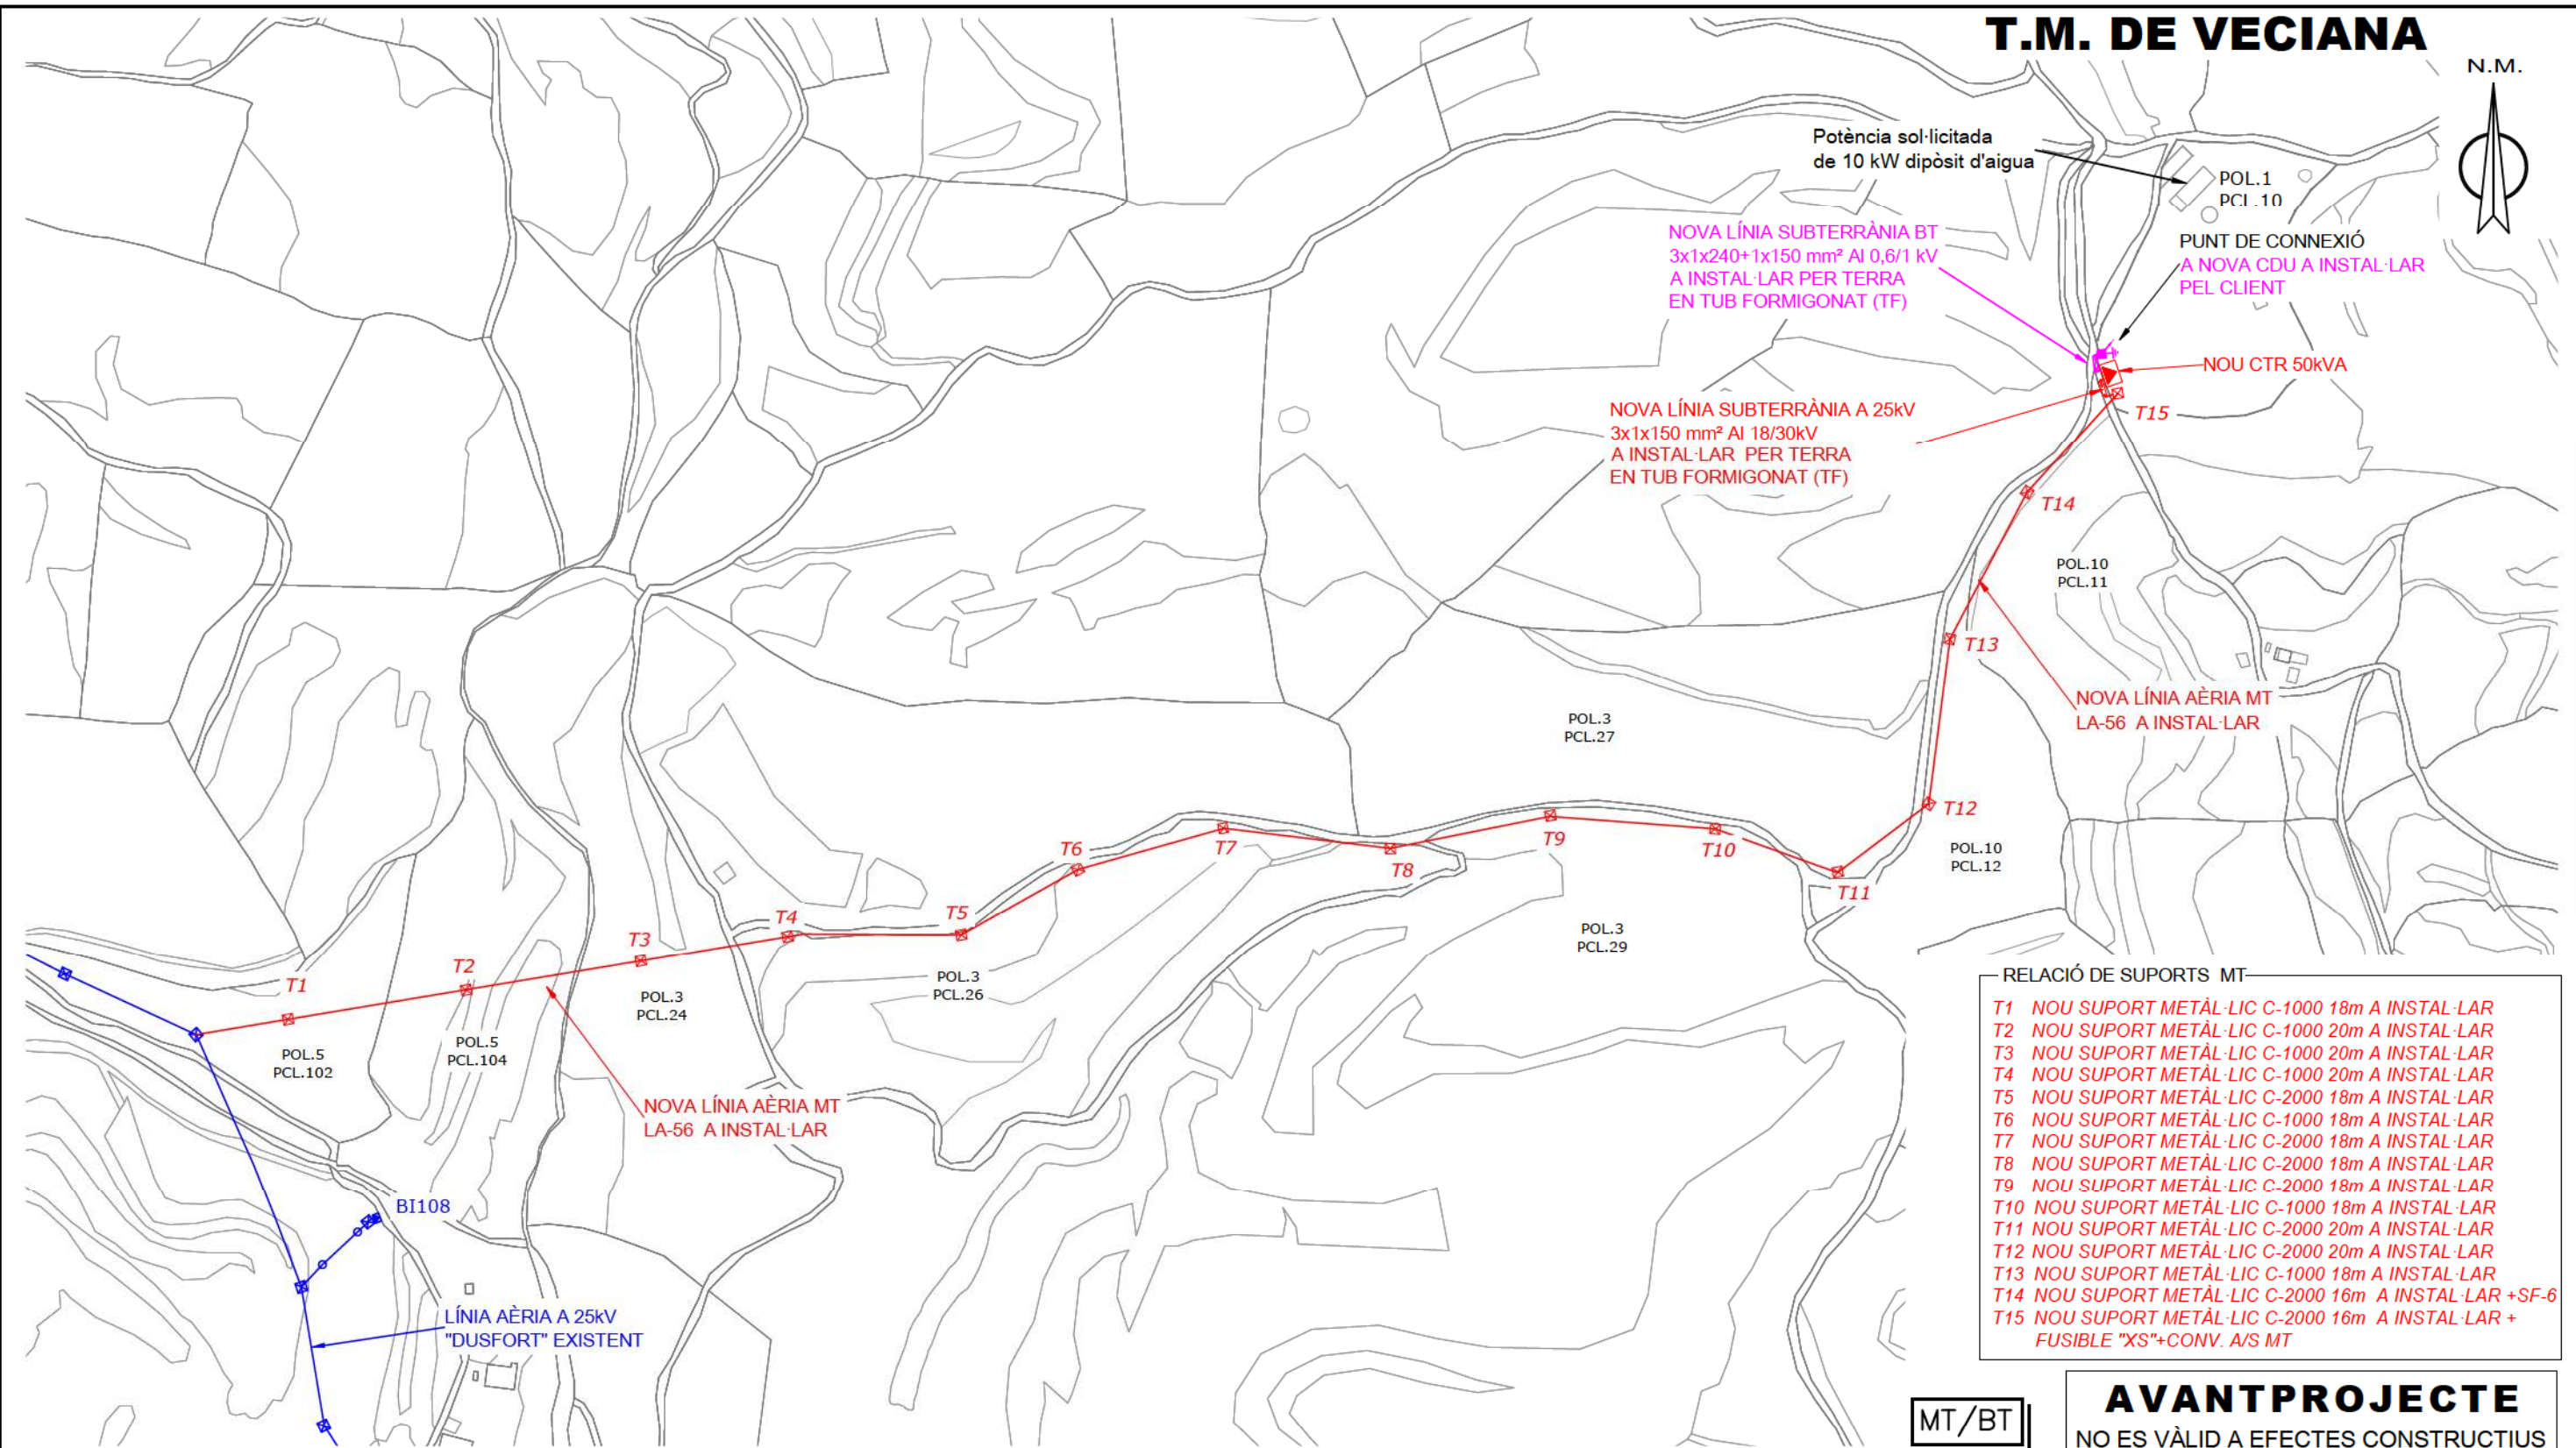 T.M. DE VECIANA
N.M.
Potència sol·licitada
de 10 kW dipòsit d'aigua
POL.1
PCL.10
NOVA LÍNIA SUBTERRÀNIA BT
3x1x240+1x150 mm² Al 0,6/1 kV
A INSTAL·LAR PER TERRA
EN TUB FORMIGONAT (TF)
PUNT DE CONNEXIÓ
A NOVA CDU A INSTAL·LAR
PEL CLIENT
NOU CTR 50kVA
NOVA LÍNIA SUBTERRÀNIA A 25kV
3x1x150 mm² Al 18/30kV
A INSTAL·LAR PER TERRA
EN TUB FORMIGONAT (TF)
T15
T14
POL.10
PCL.11
T13
NOVA LÍNIA AÈRIA MT
LA-56 A INSTAL·LAR
POL.3
PCL.27
T12
T6
T7
T8
T9
T10
T11
POL.10
PCL.12
T1
T2
T3
T4
T5
POL.3
PCL.29
POL.3
PCL.26
POL.3
PCL.24
POL.5
PCL.104
POL.5
PCL.102
NOVA LÍNIA AÈRIA MT
LA-56 A INSTAL·LAR
BI108
LÍNIA AÈRIA A 25kV
"DUSFORT" EXISTENT
RELACIÓ DE SUPORTS MT
T1 NOU SUPORT METÀL·LIC C-1000 18m A INSTAL·LAR
T2 NOU SUPORT METÀL·LIC C-1000 20m A INSTAL·LAR
T3 NOU SUPORT METÀL·LIC C-1000 20m A INSTAL·LAR
T4 NOU SUPORT METÀL·LIC C-1000 20m A INSTAL·LAR
T5 NOU SUPORT METÀL·LIC C-2000 18m A INSTAL·LAR
T6 NOU SUPORT METÀL·LIC C-1000 18m A INSTAL·LAR
T7 NOU SUPORT METÀL·LIC C-2000 18m A INSTAL·LAR
T8 NOU SUPORT METÀL·LIC C-2000 18m A INSTAL·LAR
T9 NOU SUPORT METÀL·LIC C-2000 18m A INSTAL·LAR
T10 NOU SUPORT METÀL·LIC C-1000 18m A INSTAL·LAR
T11 NOU SUPORT METÀL·LIC C-2000 20m A INSTAL·LAR
T12 NOU SUPORT METÀL·LIC C-2000 20m A INSTAL·LAR
T13 NOU SUPORT METÀL·LIC C-1000 18m A INSTAL·LAR
T14 NOU SUPORT METÀL·LIC C-2000 16m A INSTAL·LAR +SF-6
T15 NOU SUPORT METÀL·LIC C-2000 16m A INSTAL·LAR +
FUSIBLE "XS"+CONV. A/S MT
MT/BT
AVANTPROJECTE
NO ES VÀLID A EFECTES CONSTRUCTIUS